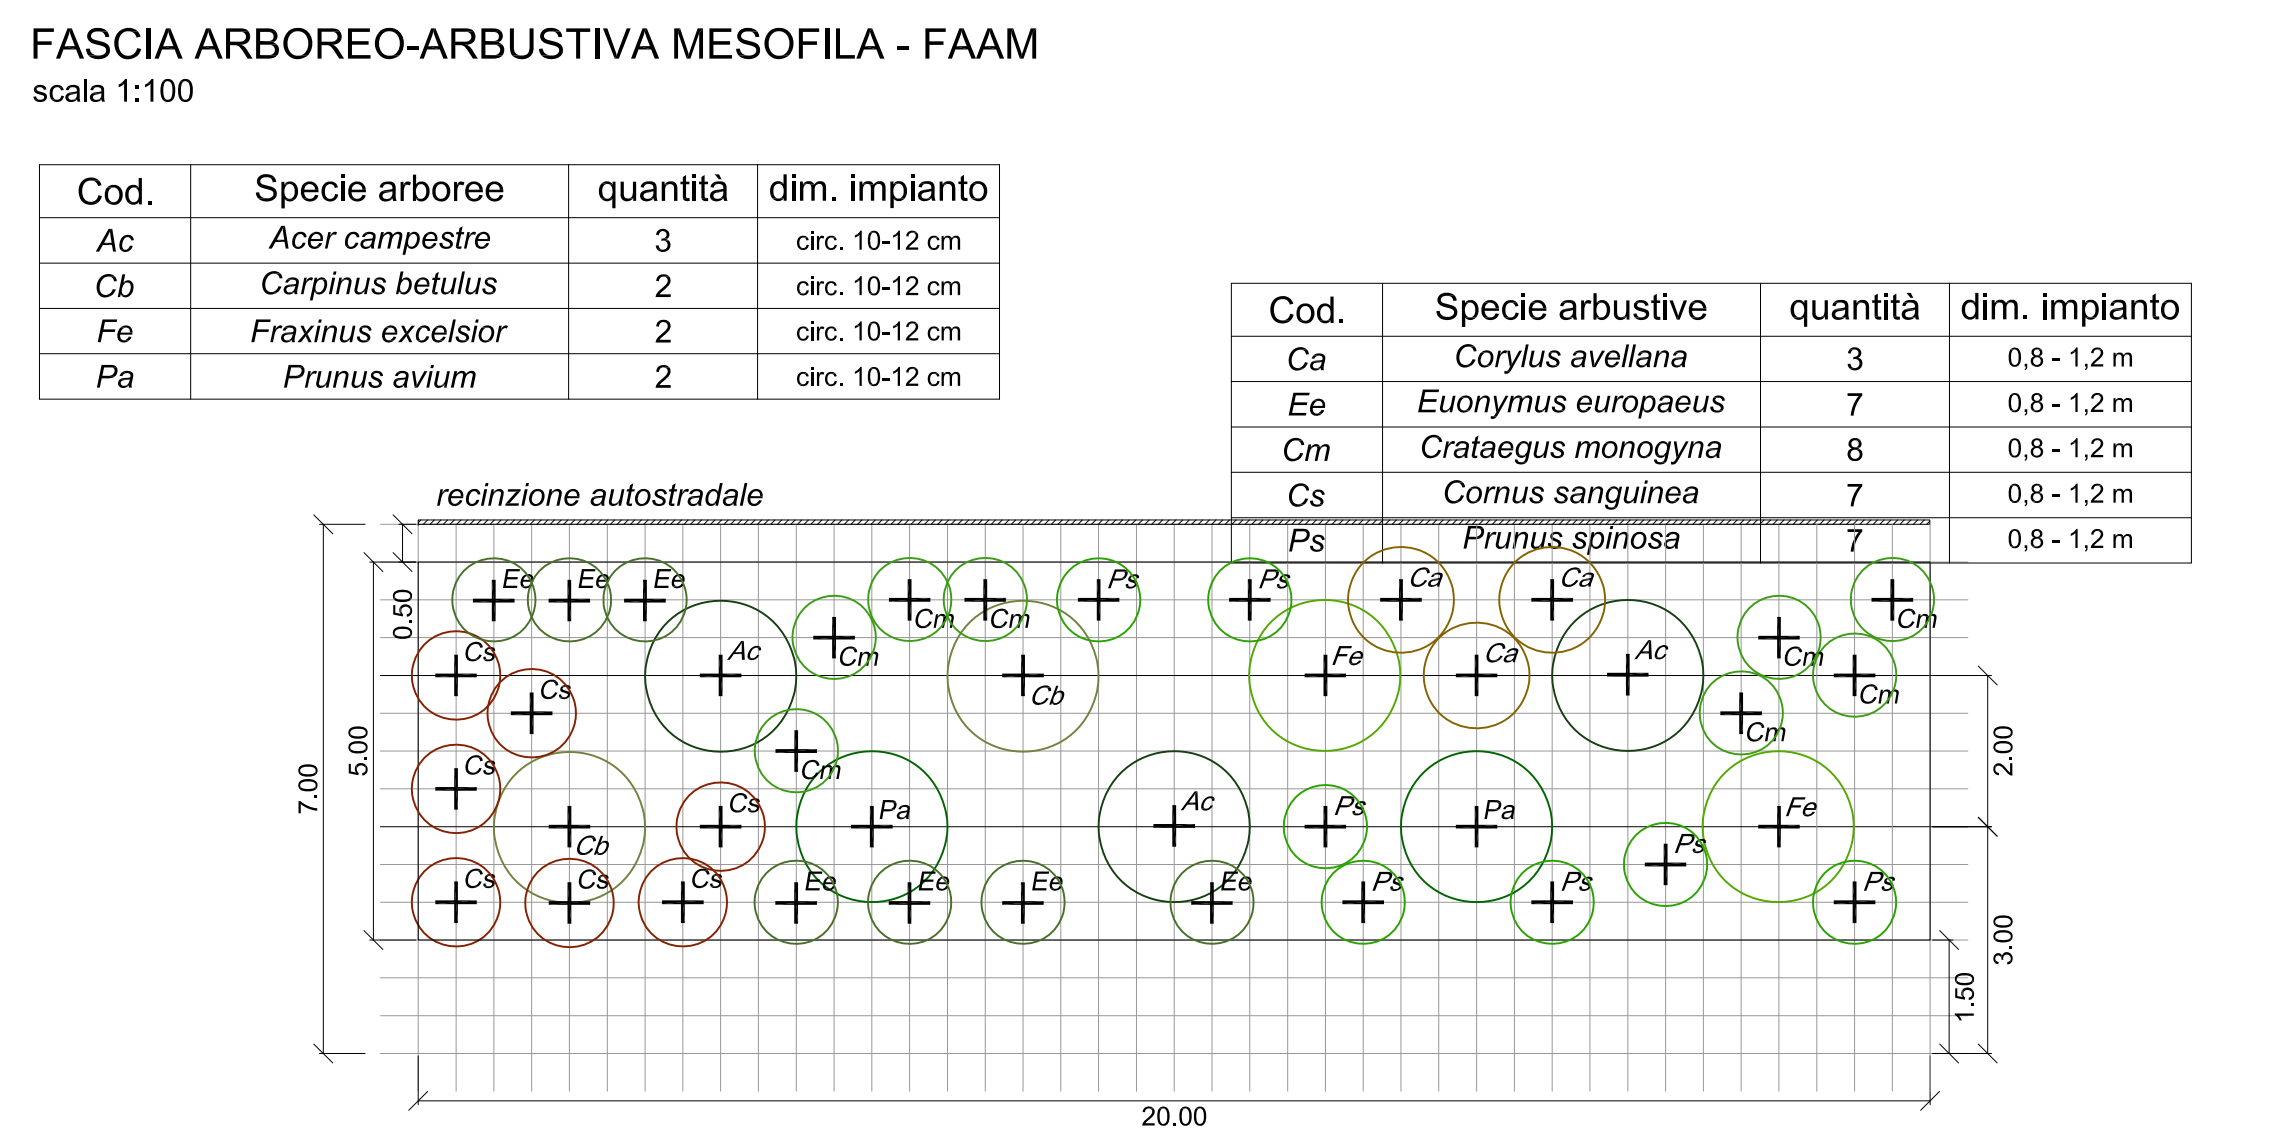 FASCIA ARBOREO-ARBUSTIVA MESOFILA - FAAM
scala 1:100
Cod. Specie arboree quantità dim. impianto
Ac Acer campestre 3 circ. 10-12 cm
Cb Carpinus betulus 2 circ. 10-12 cm
Fe Fraxinus excelsior 2 circ. 10-12 cm
Pa Prunus avium 2 circ. 10-12 cm
Cod. Specie arbustive quantità dim. impianto
Ca Corylus avellana 3 0,8 - 1,2 m
Ee Euonymus europaeus 7 0,8 - 1,2 m
Cm Crataegus monogyna 8 0,8 - 1,2 m
Cs Cornus sanguinea 7 0,8 - 1,2 m
Ps Prunus spinosa 7 0,8 - 1,2 m
recinzione autostradale
Ee Ee Ee Ps Ps Ca Ca
Cm Cm Cm
Cs Ac Cm Fe Ca Ac Cm
Cs Cb Cm
Cm
Cs Cm
Cs Pa Ac Ps Pa Fe
Cb Ps
Cs Cs Cs Ee Ee Ee Ee Ps Ps Ps
0.50
5.00
7.00
2.00
3.00
1.50
20.00